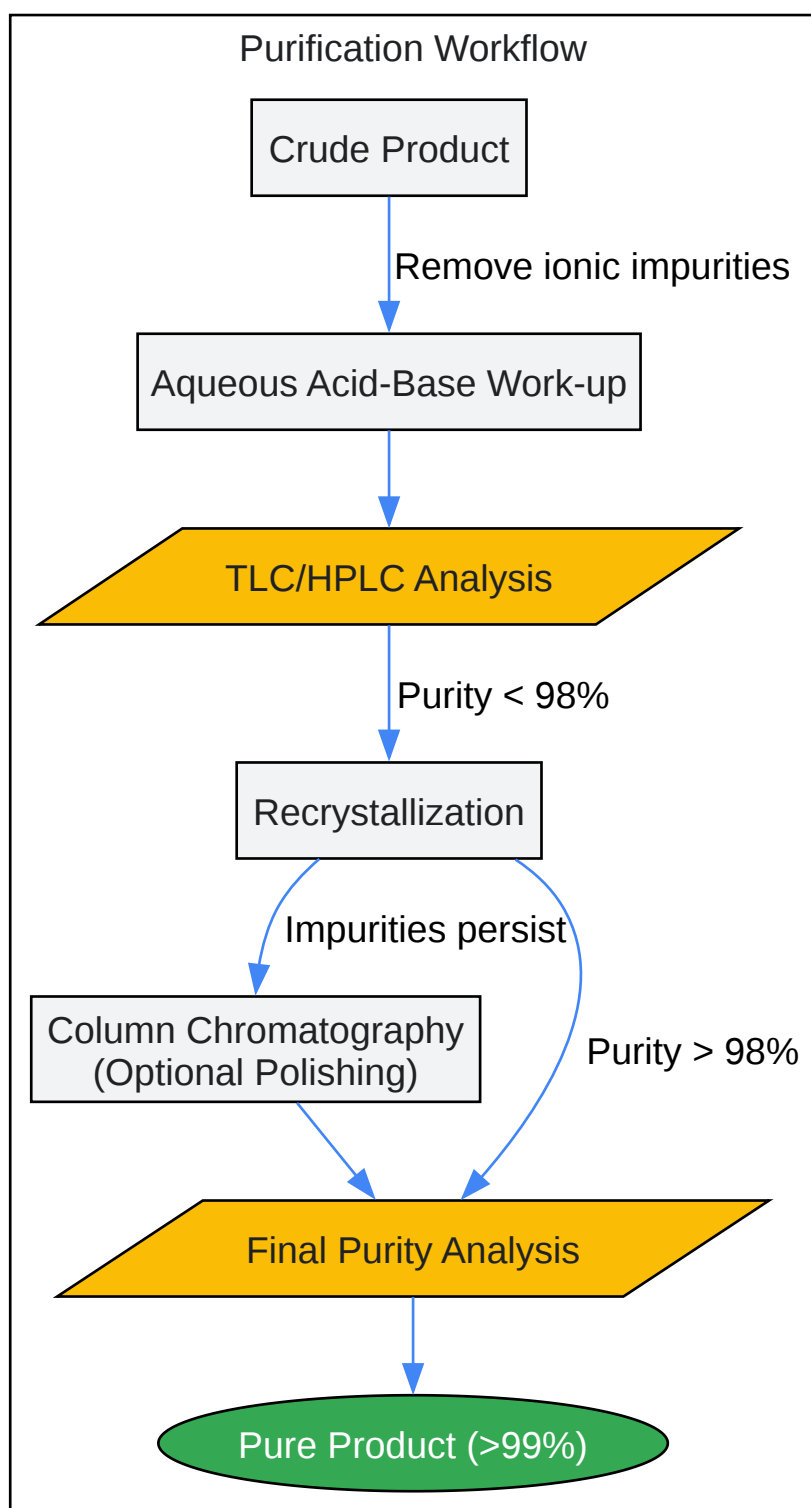 Purification Workflow
Crude Product
Remove ionic impurities
Aqueous Acid-Base Work-up
TLC/HPLC Analysis
Purity < 98%
Recrystallization
Impurities persist
Column Chromatography
(Optional Polishing)
Purity > 98%
Final Purity Analysis
Pure Product (>99%)